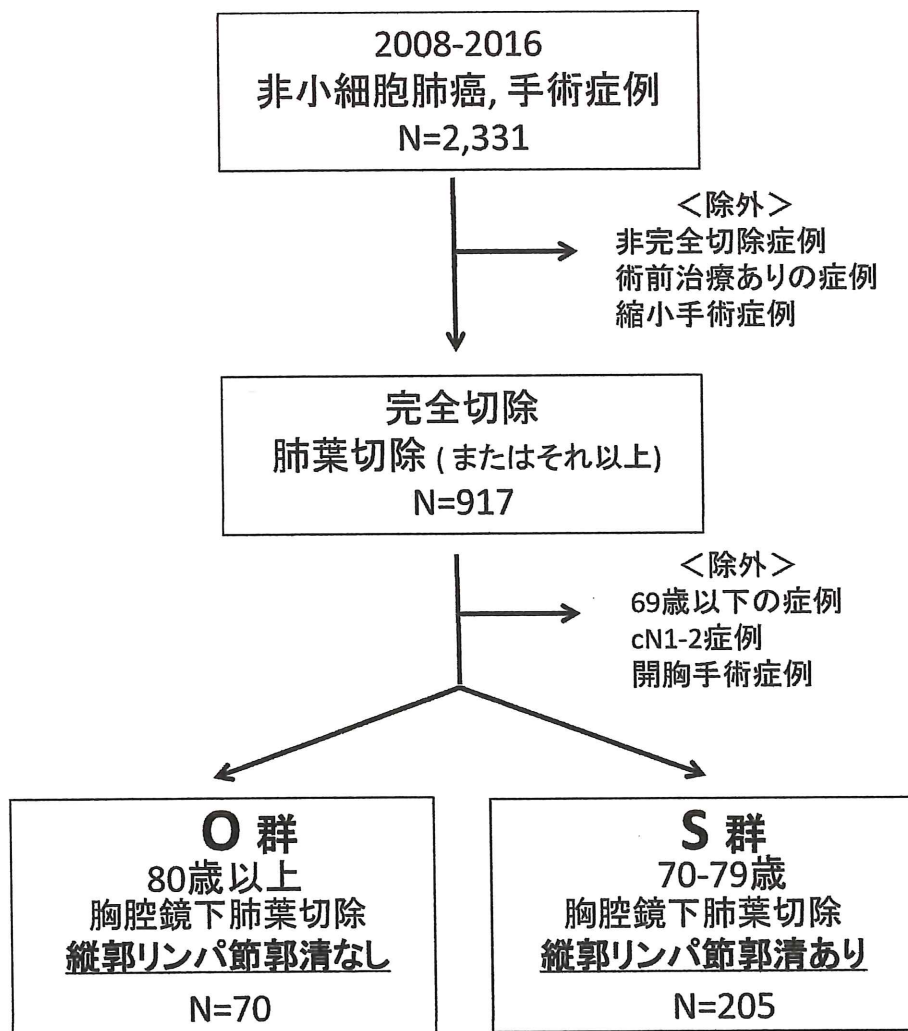 2008-2016
非小細胞肺癌, 手術症例
N=2,331
＜除外＞
非完全切除症例
術前治療ありの症例
縮小手術症例
完全切除
肺葉切除 ( またはそれ以上)
N=917
＜除外＞
69歳以下の症例
cN1-2症例
開胸手術症例
O 群
80歳以上
胸腔鏡下肺葉切除
縦郭リンパ節郭清なし
N=70
S 群
70-79歳
胸腔鏡下肺葉切除
縦郭リンパ節郭清あり
N=205